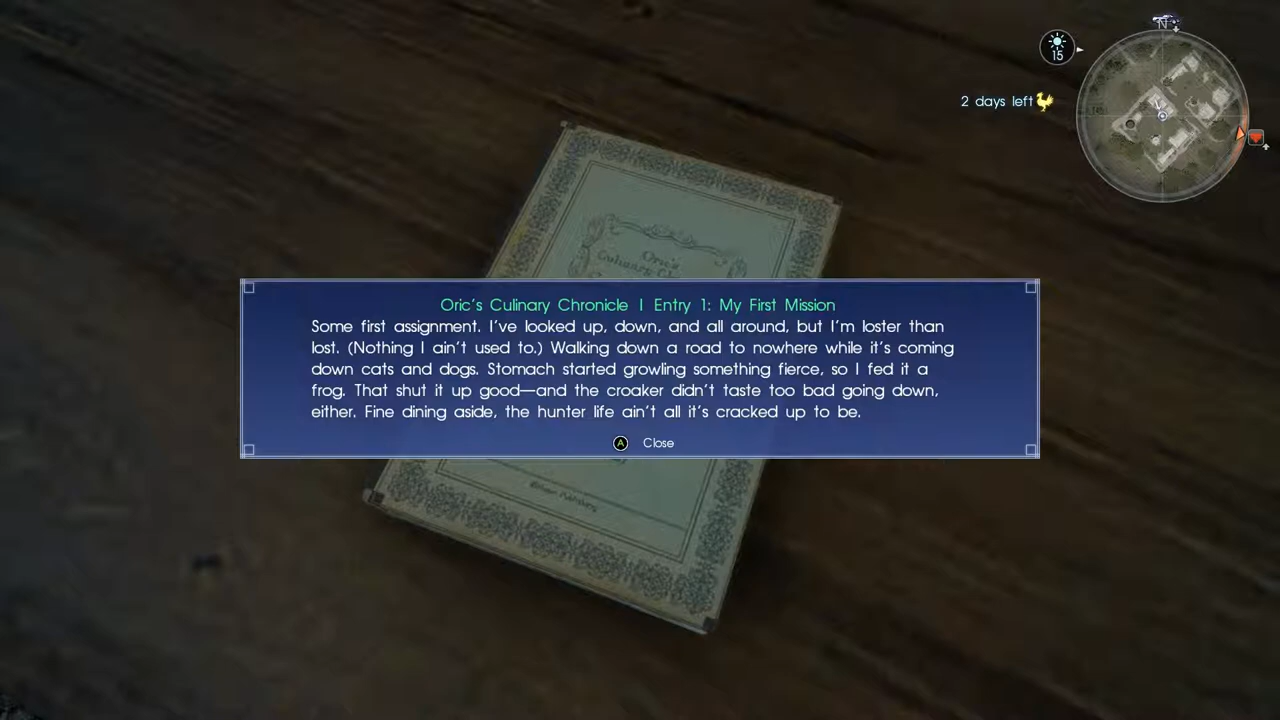 N
15
2 days left
Oric's
Culinary
Oric's Culinary Chronicle | Entry 1: My First Mission
Some first assignment. I've looked up, down, and all around, but I'm loster than
lost. (Nothing I ain't used to.) Walking down a road to nowhere while it's coming
down cats and dogs. Stomach started growling something fierce, so I fed it a
frog. That shut it up good—and the croaker didn't taste too bad going down,
either. Fine dining aside, the hunter life ain't all it's cracked up to be.
A Close